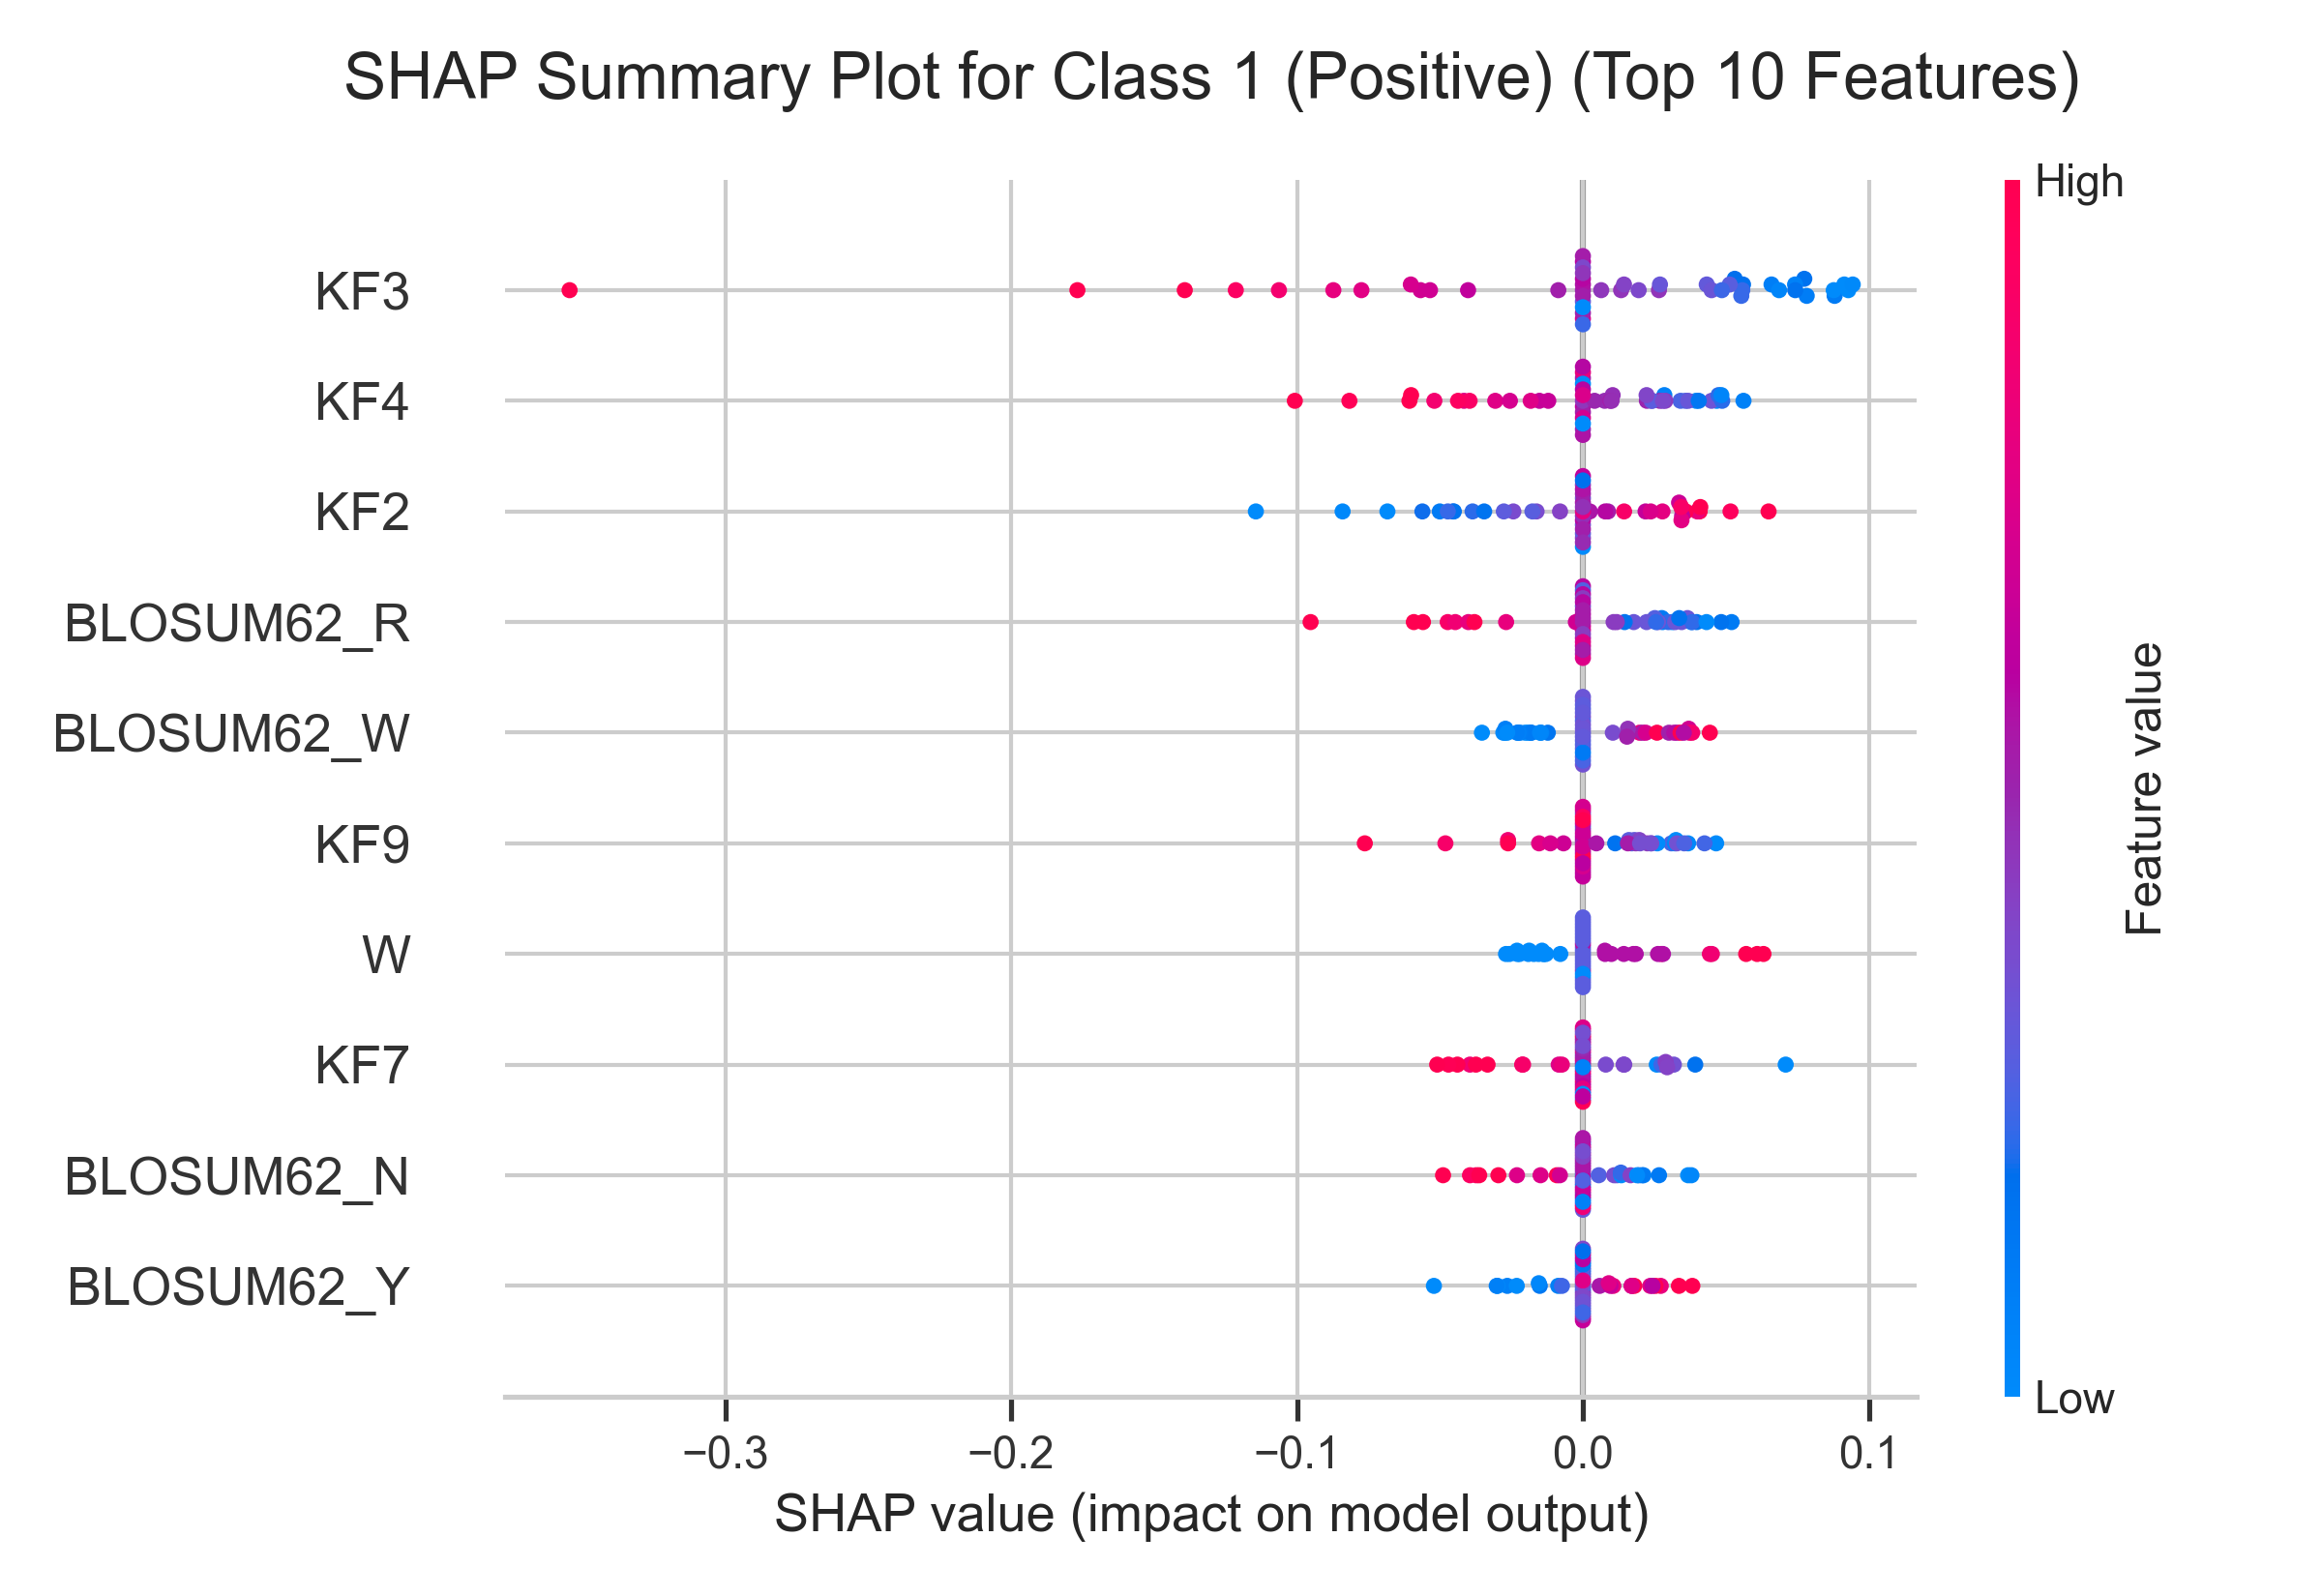 SHAP Summary Plot for Class 1 (Positive) (Top 10 Features)
High
KF3
KF4
KF2
BLOSUM62_R
BLOSUM62_W
KF9
W
KF7
BLOSUM62_N
BLOSUM62_Y
Feature value
Low
−0.3 −0.2 −0.1 0.0 0.1
SHAP value (impact on model output)